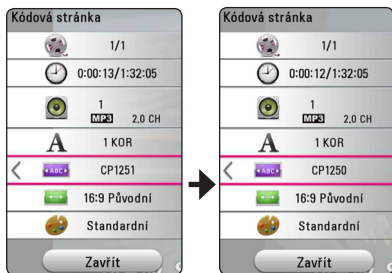 Kódová stránka
1/1
0:00:13/1:32:05
1
MP3 2,0 CH
A 1 KOR
ABC CP1251
16:9 Původní
Standardní
Zavřít
Kódová stránka
1/1
0:00:12/1:32:05
1
MP3 2,0 CH
A 1 KOR
ABC CP1250
16:9 Původní
Standardní
Zavřít